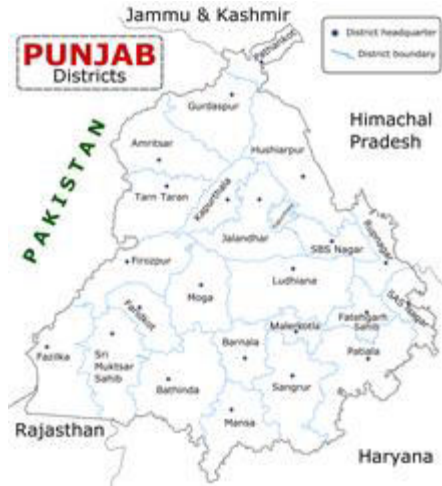 Jammu & Kashmir
PUNJAB
Districts
District headquarter
District boundary
Pathankot
Gurdaspur
Himachal
Pradesh
Amritsar
Hushiarpur
PAKISTAN
Tarn Taran
Kapurthala
Jalandhar
SBS Nagar
Rupnagar
Firozpur
Ludhiana
Moga
Faridkot
SAS Nagar
Fatehgarh
Sahib
Malerkotla
Fazilka
Sri
Muktsar
Sahib
Barnala
Patiala
Bathinda
Sangrur
Mansa
Rajasthan
Haryana